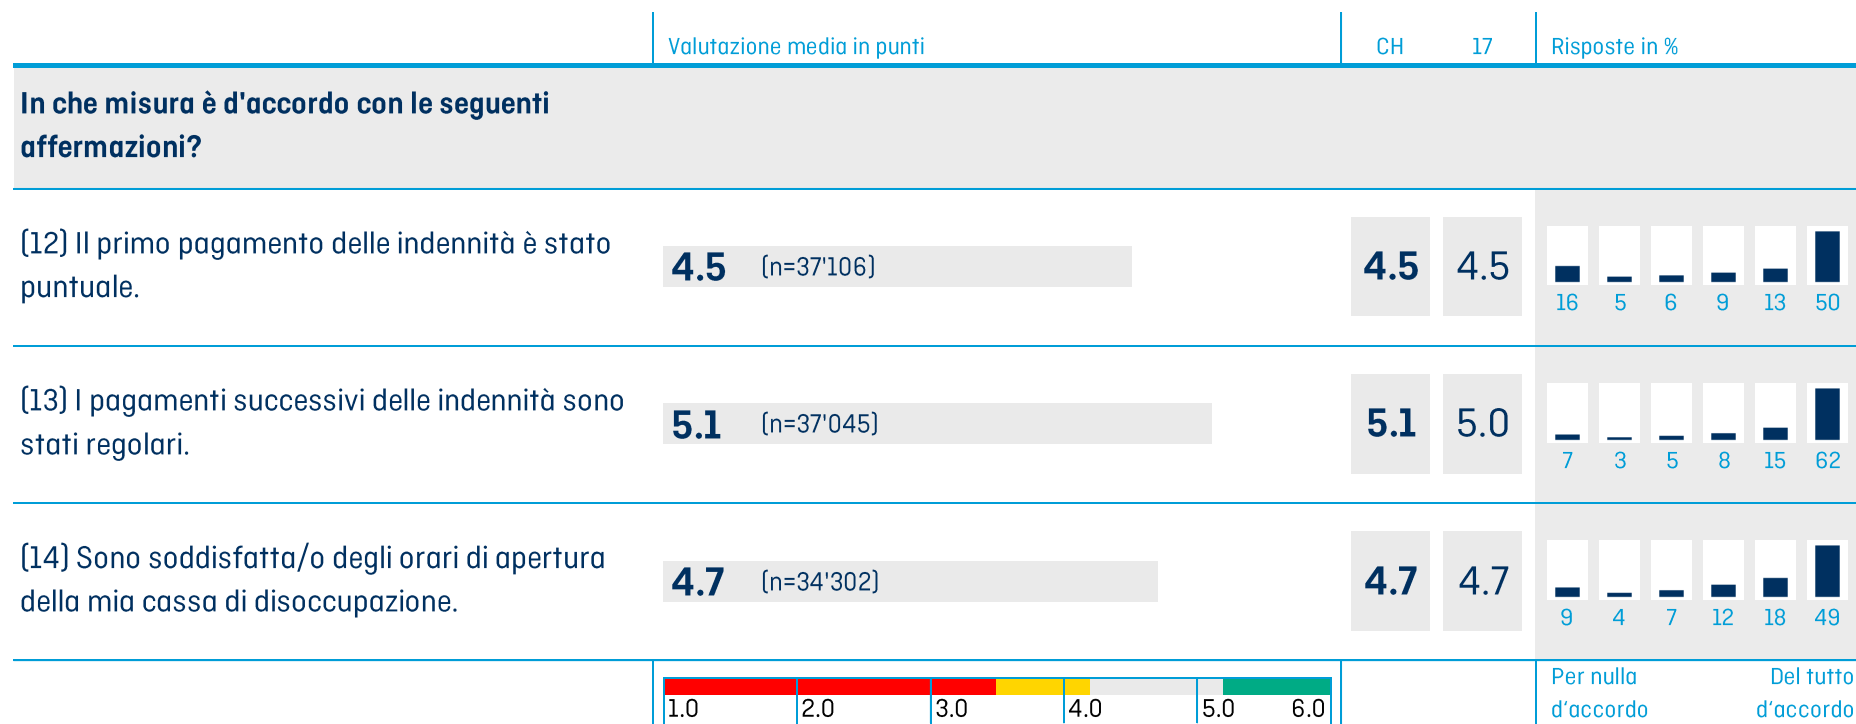 Valutazione media in punti CH 17 Risposte in %
In che misura è d'accordo con le seguenti
affermazioni?
(12) Il primo pagamento delle indennità è stato
puntuale.
4.5 (n=37'106) 4.5 4.5
16 5 6 9 13 50
(13) I pagamenti successivi delle indennità sono
stati regolari.
5.1 (n=37'045) 5.1 5.0
7 3 5 8 15 62
(14) Sono soddisfatta/o degli orari di apertura
della mia cassa di disoccupazione.
4.7 (n=34'302) 4.7 4.7
9 4 7 12 18 49
1.0 2.0 3.0 4.0 5.0 6.0
Per nulla
d‘accordo
Del tutto
d‘accordo